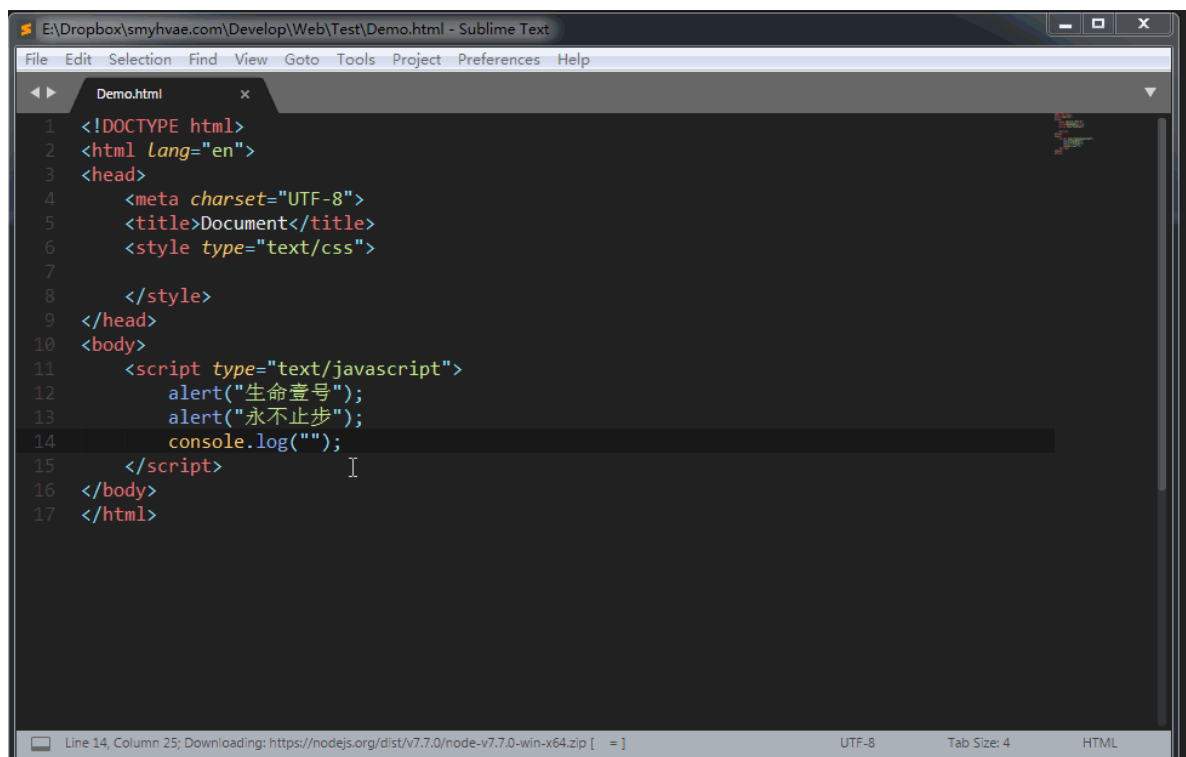 E:\Dropbox\smyhvae.com\Develop\Web\Test\Demo.html - Sublime Text
File Edit Selection Find View Goto Tools Project Preferences Help
Demo.html
1 <!DOCTYPE html>
2 <html lang="en">
3 <head>
4     <meta charset="UTF-8">
5     <title>Document</title>
6     <style type="text/css">
7
8     </style>
9 </head>
10 <body>
11     <script type="text/javascript">
12         alert("生命壹号");
13         alert("永不止步");
14         console.log("");
15     </script>
16 </body>
17 </html>
Line 14, Column 25; Downloading: https://nodejs.org/dist/v7.7.0/node-v7.7.0-win-x64.zip [   = ] UTF-8 Tab Size: 4 HTML